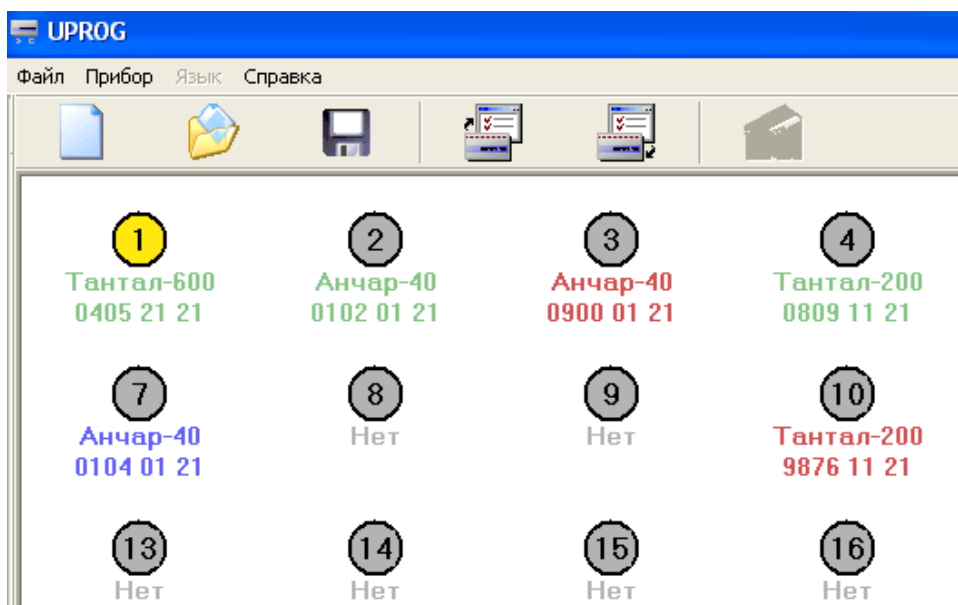 UPROG
Файл Прибор Язык Справка
1 2 3 4
Тантал-600 Анчар-40 Анчар-40 Тантал-200
0405 21 21 0102 01 21 0900 01 21 0809 11 21
7 8 9 10
Анчар-40 Нет Нет Тантал-200
0104 01 21 9876 11 21
13 14 15 16
Нет Нет Нет Нет